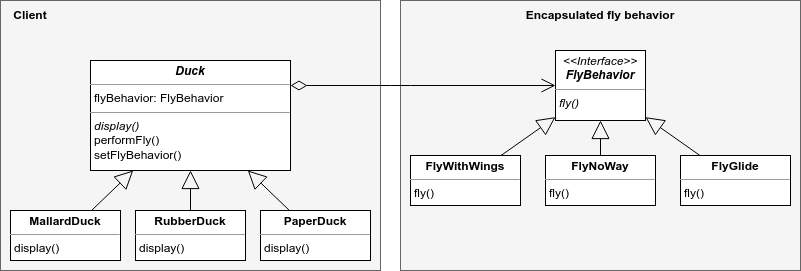 Client
Duck
flyBehavior: FlyBehavior
display()
performFly()
setFlyBehavior()
MallardDuck
display()
RubberDuck
display()
PaperDuck
display()
Encapsulated fly behavior
<<Interface>>
FlyBehavior
fly()
FlyWithWings
fly()
FlyNoWay
fly()
FlyGlide
fly()